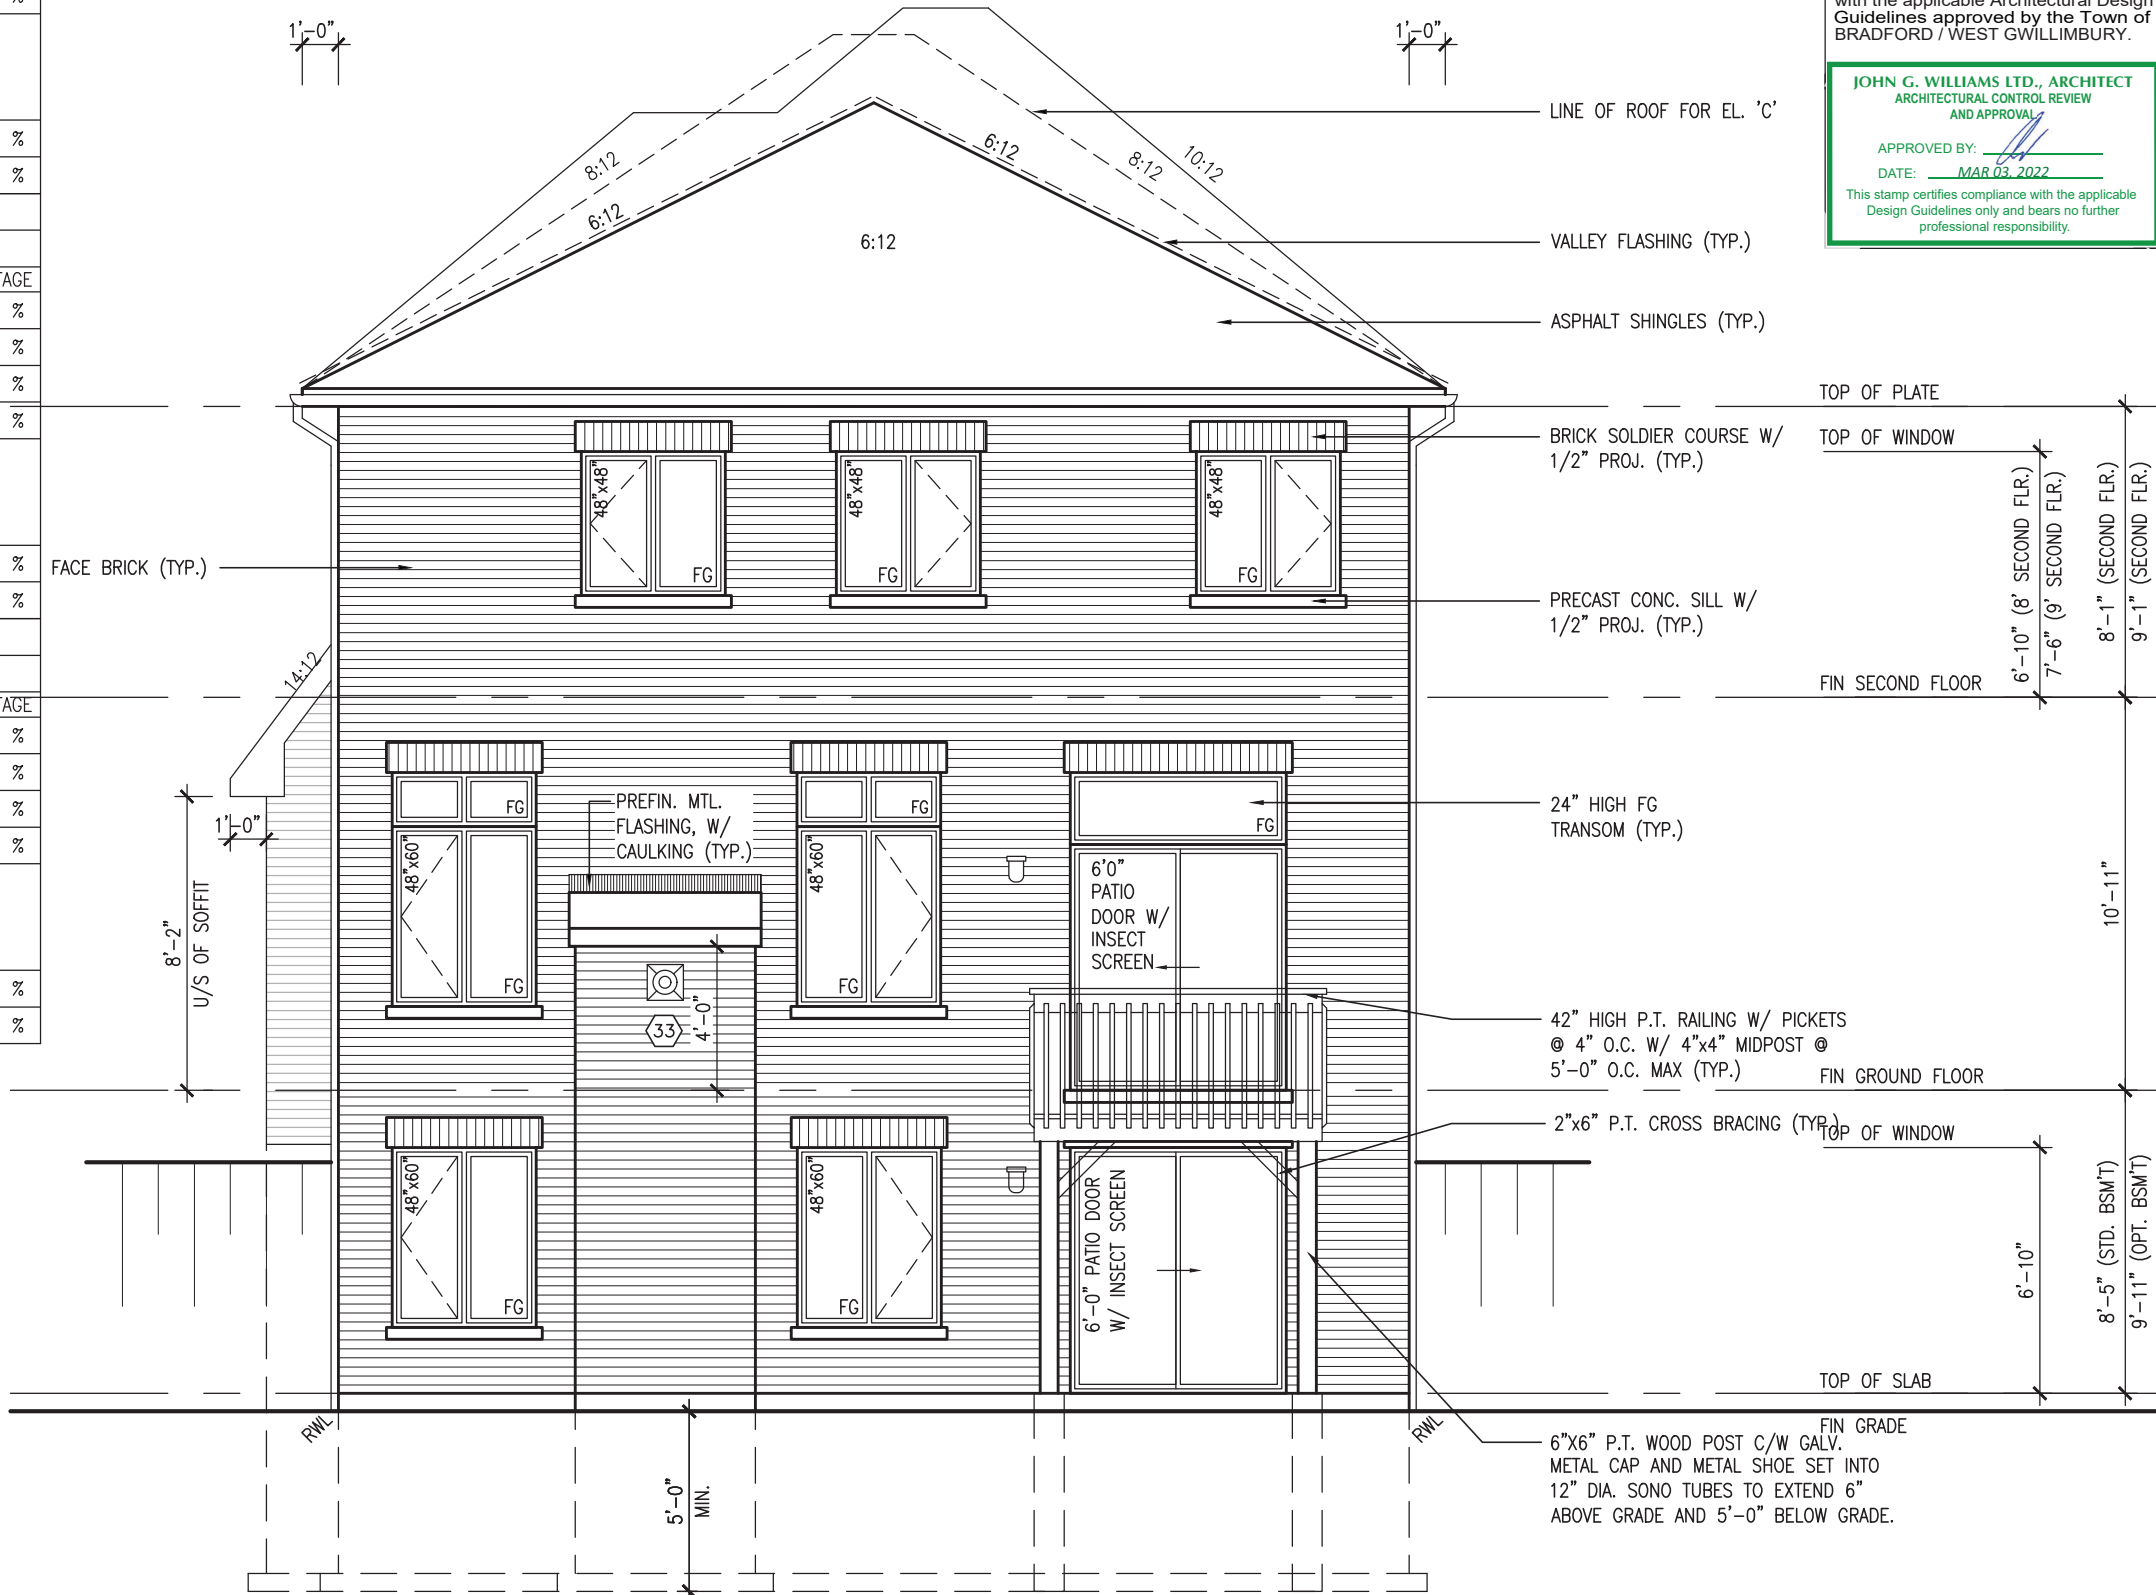 with the applicable Architectural Design
Guidelines approved by the Town of
BRADFORD / WEST GWILLIMBURY.
JOHN G. WILLIAMS LTD., ARCHITECT
ARCHITECTURAL CONTROL REVIEW
AND APPROVAL
APPROVED BY:
DATE: MAR 03, 2022
This stamp certifies compliance with the applicable
Design Guidelines only and bears no further
professional responsibility.
1'-0"
1'-0"
LINE OF ROOF FOR EL. 'C'
8:12
6:12
6:12
6:12
8:12
10:12
VALLEY FLASHING (TYP.)
ASPHALT SHINGLES (TYP.)
%
%
TAGE
%
%
%
%
%
%
TAGE
%
%
%
%
%
%
TOP OF PLATE
BRICK SOLDIER COURSE W/
1/2" PROJ. (TYP.)
TOP OF WINDOW
48"x48"
FG
48"x48"
FG
48"x48"
FG
FACE BRICK (TYP.)
PRECAST CONC. SILL W/
1/2" PROJ. (TYP.)
6'-10" (8' SECOND FLR.)
7'-6" (9' SECOND FLR.)
8'-1" (SECOND FLR.)
9'-1" (SECOND FLR.)
14:12
FIN SECOND FLOOR
FG
48"x60"
FG
PREFIN. MTL.
FLASHING, W/
CAULKING (TYP.)
FG
48"x60"
FG
FG
24" HIGH FG
TRANSOM (TYP.)
6'0"
PATIO
DOOR W/
INSECT
SCREEN
1'-0"
8'-2"
U/S OF SOFFIT
33
4'-0"
10'-11"
42" HIGH P.T. RAILING W/ PICKETS
@ 4" O.C. W/ 4"x4" MIDPOST @
5'-0" O.C. MAX (TYP.)
FIN GROUND FLOOR
2"x6" P.T. CROSS BRACING (TYP.)
TOP OF WINDOW
48"x60"
FG
48"x60"
FG
6'-0" PATIO DOOR
W/ INSECT SCREEN
6'-10"
8'-5" (STD. BSM'T)
9'-11" (OPT. BSM'T)
TOP OF SLAB
FIN GRADE
RWL
RWL
6"X6" P.T. WOOD POST C/W GALV.
METAL CAP AND METAL SHOE SET INTO
12" DIA. SONO TUBES TO EXTEND 6"
ABOVE GRADE AND 5'-0" BELOW GRADE.
5'-0"
MIN.